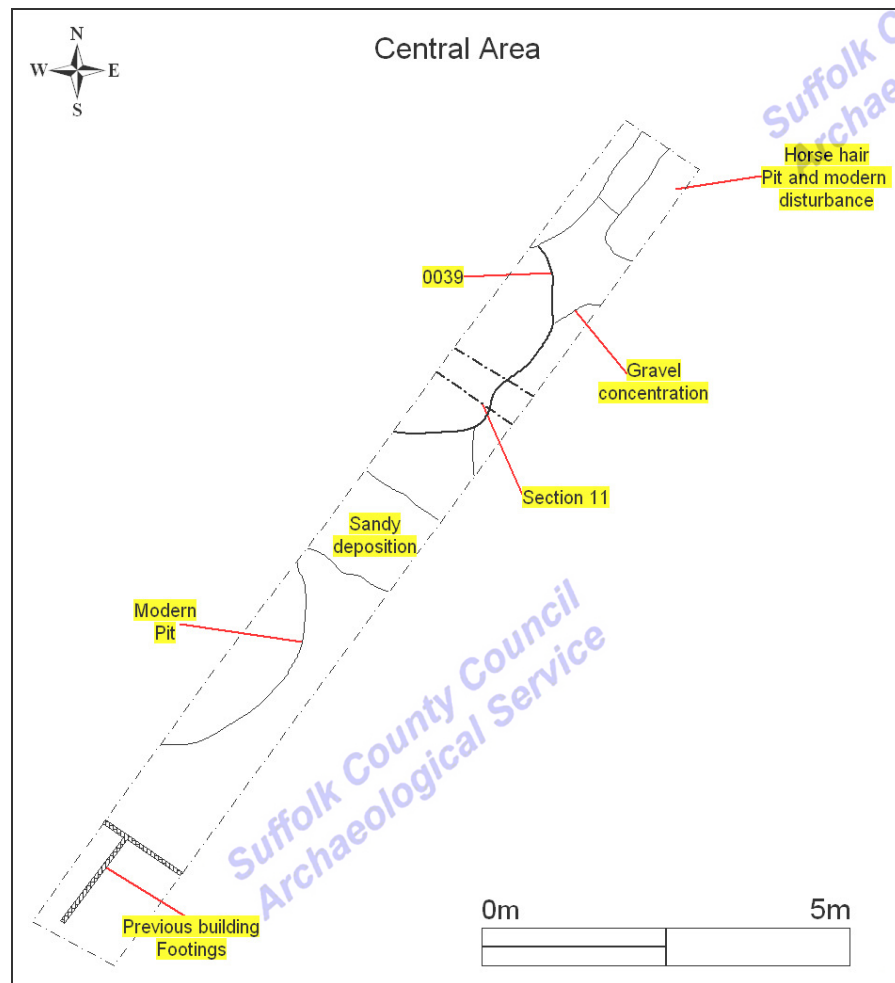 N
W E
S
Central Area
Suffolk C
Archae
Horse hair
Pit and modern
disturbance
0039
Gravel
concentration
Section 11
Sandy
deposition
Modern
Pit
Suffolk County Council
Archaeological Service
Previous building
Footings
0m 5m